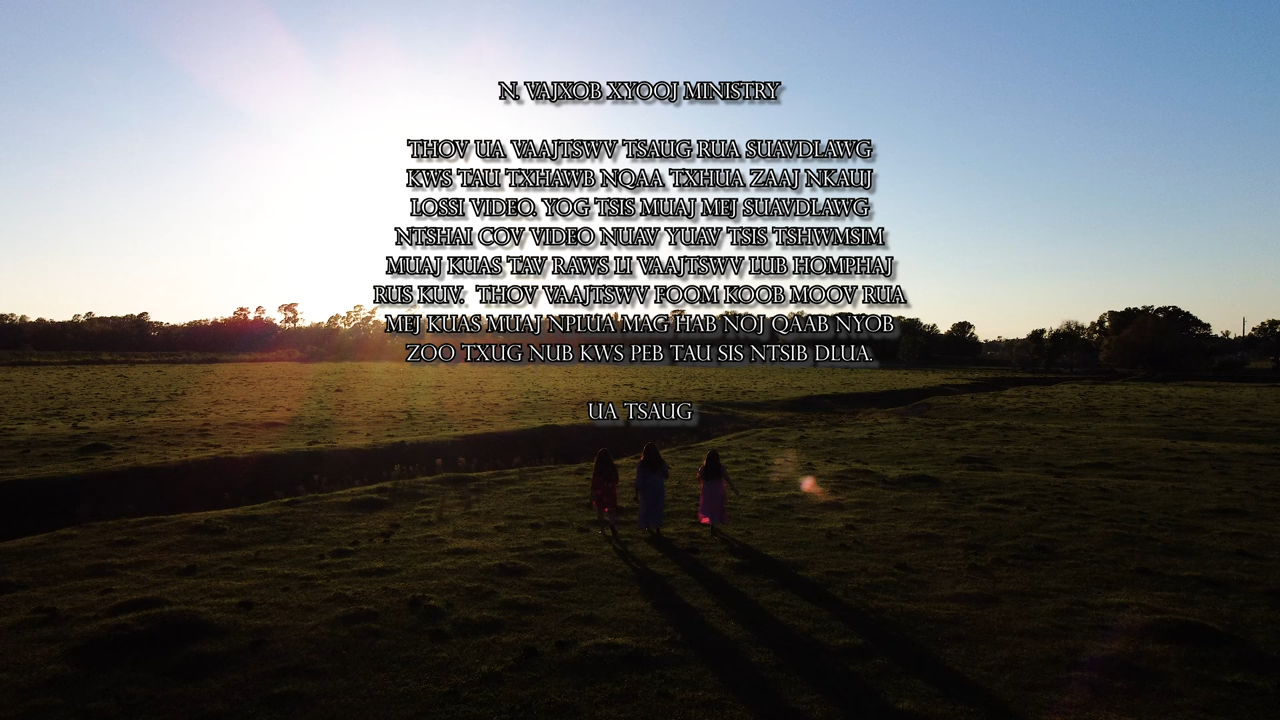 N. VAJXOB XYOOJ MINISTRY
THOV UA VAAJTSWV TSAUG RUA SUAVDLAWG
KWS TAU TXHAWB NQAA TXHUA ZAAJ NKAUJ
LOSSI VIDEO. YOG TSIS MUAJ MEJ SUAVDLAWG
NTSHAI COV VIDEO NUAV YUAV TSIS TSHWMSIM
MUAJ KUAS TAV RAWS LI VAAJTSWV LUB HOMPHAJ
RUS KUV. THOV VAAJTSWV FOOM KOOB MOOV RUA
MEJ KUAS MUAJ NPLUA MAG HAB NOJ QAAB NYOB
ZOO TXUG NUB KWS PEB TAU SIS NTSIB DLUA.
UA TSAUG